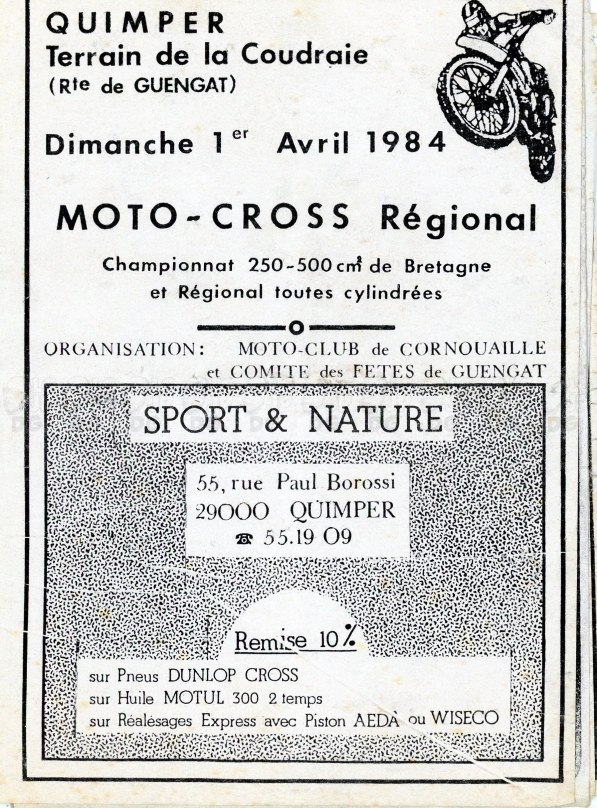 QUIMPER
Terrain de la Coudraie
(Rte de GUENGAT)
Dimanche 1er Avril 1984
MOTO-CROSS Régional
Championnat 250-500 cm³ de Bretagne
et Régional toutes cylindrées
ORGANISATION: MOTO-CLUB de CORNOUAILLE
et COMITE des FETES de GUENGAT
SPORT & NATURE
55, rue Paul Borossi
29000 QUIMPER
☎ 55.19 09
Remise 10%
sur Pneus DUNLOP CROSS
sur Huile MOTUL 300 2 temps
sur Réalésages Express avec Piston AEDÀ ou WISECO